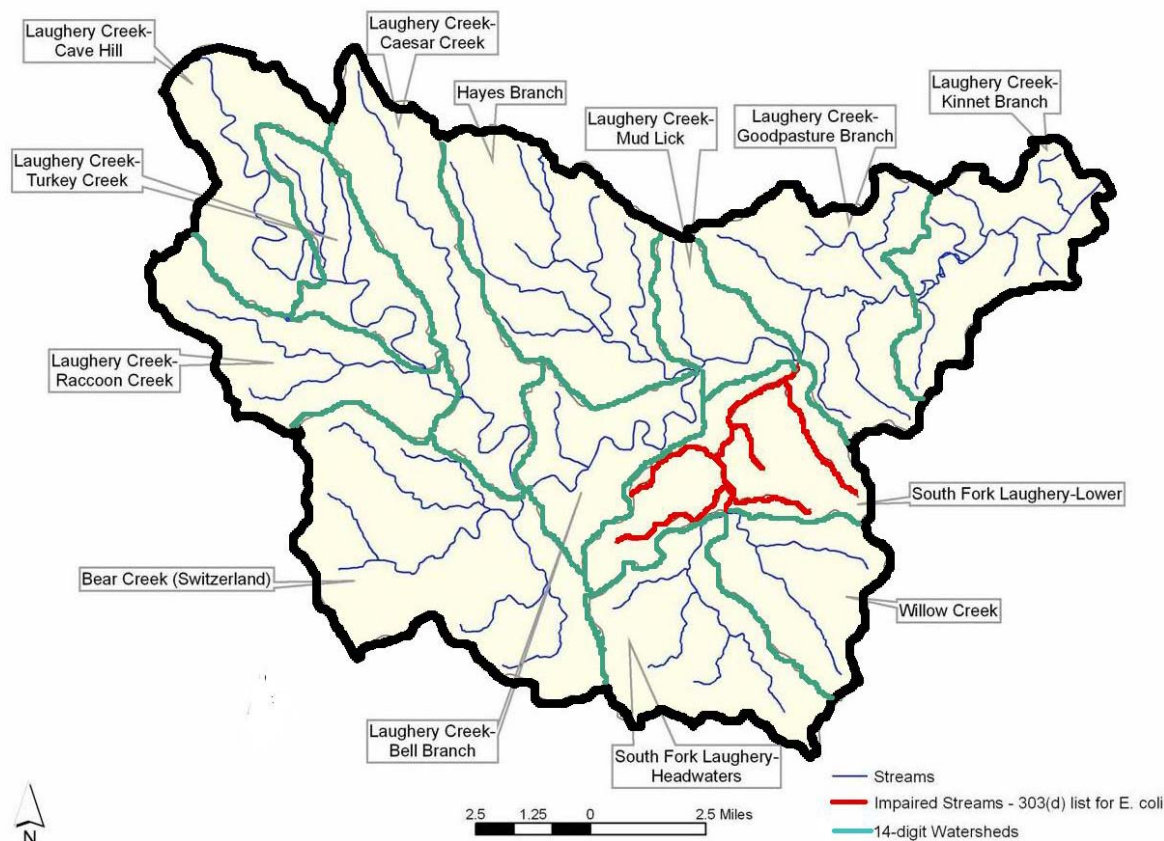 Laughery Creek-
Cave Hill
Laughery Creek-
Caesar Creek
Hayes Branch
Laughery Creek-
Mud Lick
Laughery Creek-
Goodpasture Branch
Laughery Creek-
Kinnet Branch
Laughery Creek-
Turkey Creek
Laughery Creek-
Raccoon Creek
South Fork Laughery-Lower
Bear Creek (Switzerland)
Willow Creek
Laughery Creek-
Bell Branch
South Fork Laughery-
Headwaters
Streams
Impaired Streams - 303(d) list for E. coli
14-digit Watersheds
2.5 1.25 0 2.5 Miles
N